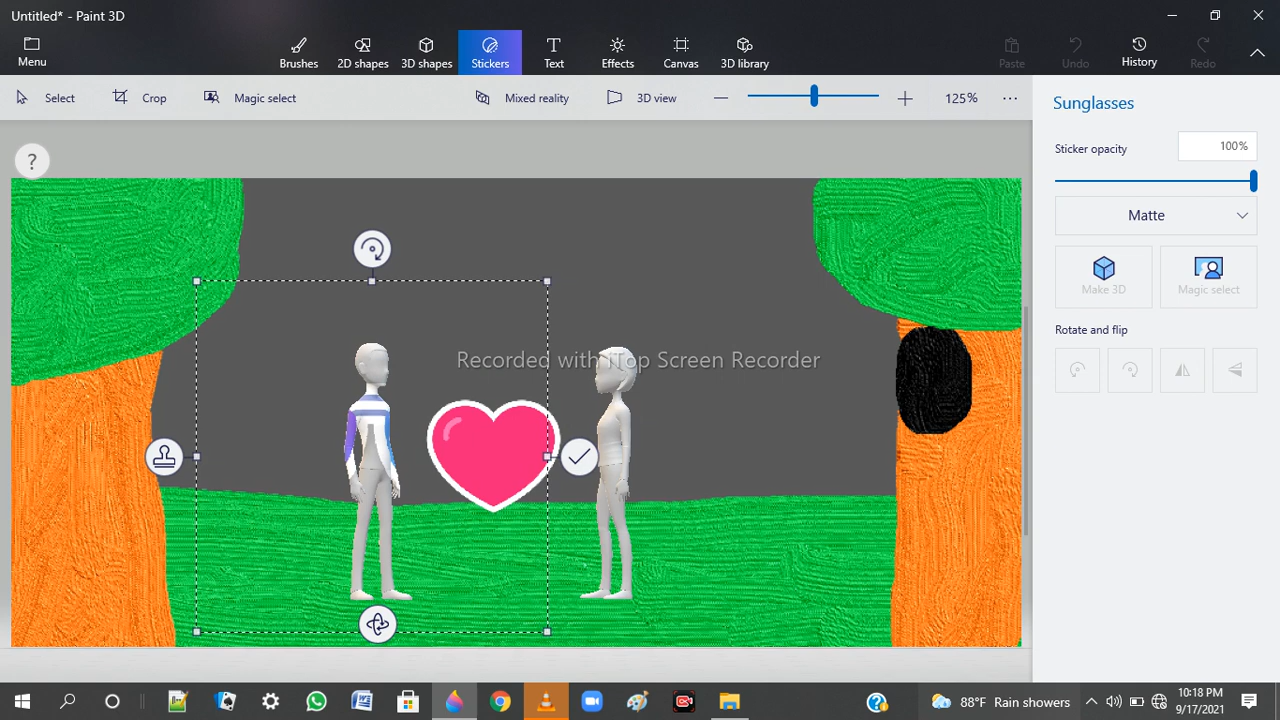 Untitled* - Paint 3D
Menu
Brushes
2D shapes
3D shapes
Stickers
Text
Effects
Canvas
3D library
Paste
Undo
History
Redo
Select
Crop
Magic select
Mixed reality
3D view
125%
Sunglasses
Sticker opacity
100%
Matte
Make 3D
Magic select
Rotate and flip
?
Recorded with iTop Screen Recorder
88°F Rain showers
10:18 PM
9/17/2021